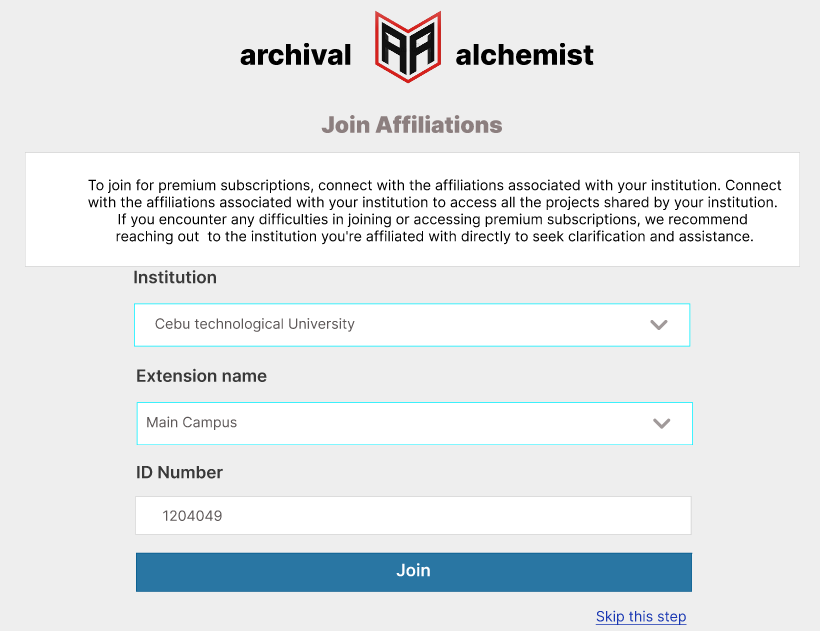 archival AA alchemist
Join Affiliations
To join for premium subscriptions, connect with the affiliations associated with your institution. Connect
with the affiliations associated with your institution to access all the projects shared by your institution.
If you encounter any difficulties in joining or accessing premium subscriptions, we recommend
reaching out  to the institution you're affiliated with directly to seek clarification and assistance.
Institution
Cebu technological University
Extension name
Main Campus
ID Number
1204049
Join
Skip this step